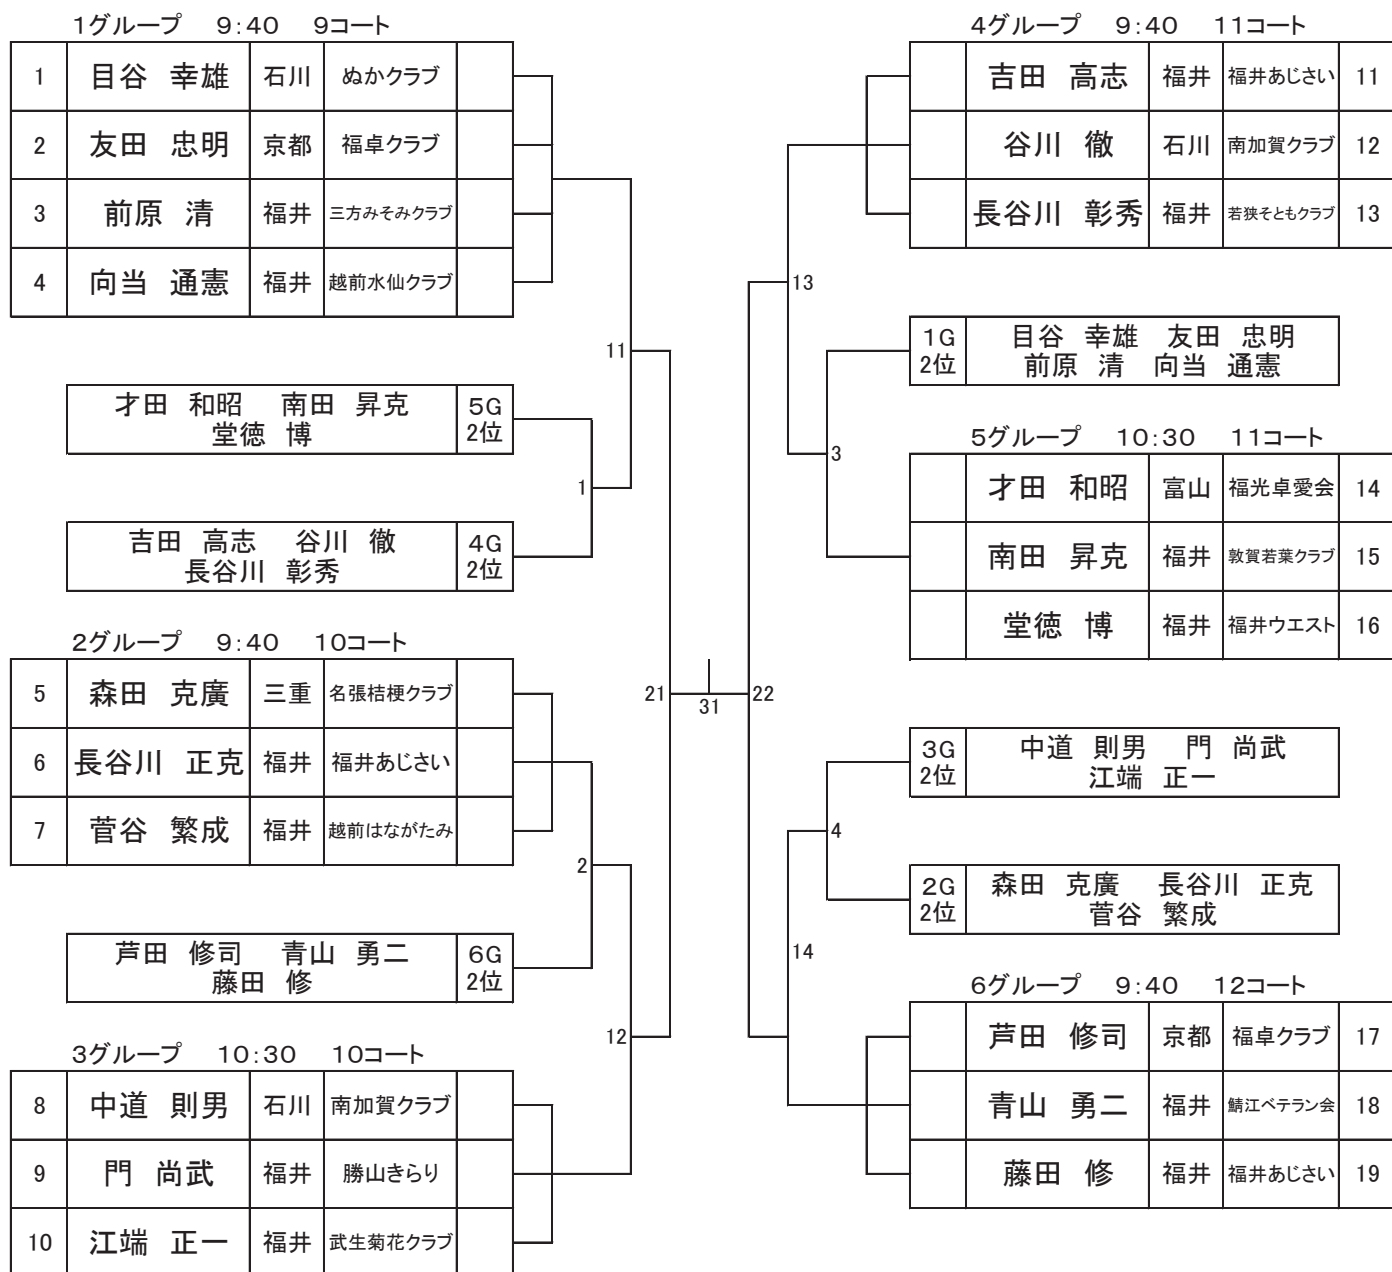 1グループ 9:40 9コート
1 目谷 幸雄 石川 ぬかクラブ
2 友田 忠明 京都 福卓クラブ
3 前原 清 福井 三方みそみクラブ
4 向当 通憲 福井 越前水仙クラブ
11
才田 和昭 南田 昇克
堂徳 博
5G
2位
1
吉田 高志 谷川 徹
長谷川 彰秀
4G
2位
2グループ 9:40 10コート
5 森田 克廣 三重 名張桔梗クラブ
6 長谷川 正克 福井 福井あじさい
7 菅谷 繁成 福井 越前はながたみ
21
2
芦田 修司 青山 勇二
藤田 修
6G
2位
12
3グループ 10:30 10コート
8 中道 則男 石川 南加賀クラブ
9 門 尚武 福井 勝山きらり
10 江端 正一 福井 武生菊花クラブ
31
4グループ 9:40 11コート
吉田 高志 福井 福井あじさい 11
谷川 徹 石川 南加賀クラブ 12
長谷川 彰秀 福井 若狭そともクラブ 13
13
1G
2位
目谷 幸雄 友田 忠明
前原 清 向当 通憲
3
5グループ 10:30 11コート
才田 和昭 富山 福光卓愛会 14
南田 昇克 福井 敦賀若葉クラブ 15
堂徳 博 福井 福井ウエスト 16
22
3G
2位
中道 則男 門 尚武
江端 正一
4
2G
2位
森田 克廣 長谷川 正克
菅谷 繁成
14
6グループ 9:40 12コート
芦田 修司 京都 福卓クラブ 17
青山 勇二 福井 鯖江ベテラン会 18
藤田 修 福井 福井あじさい 19